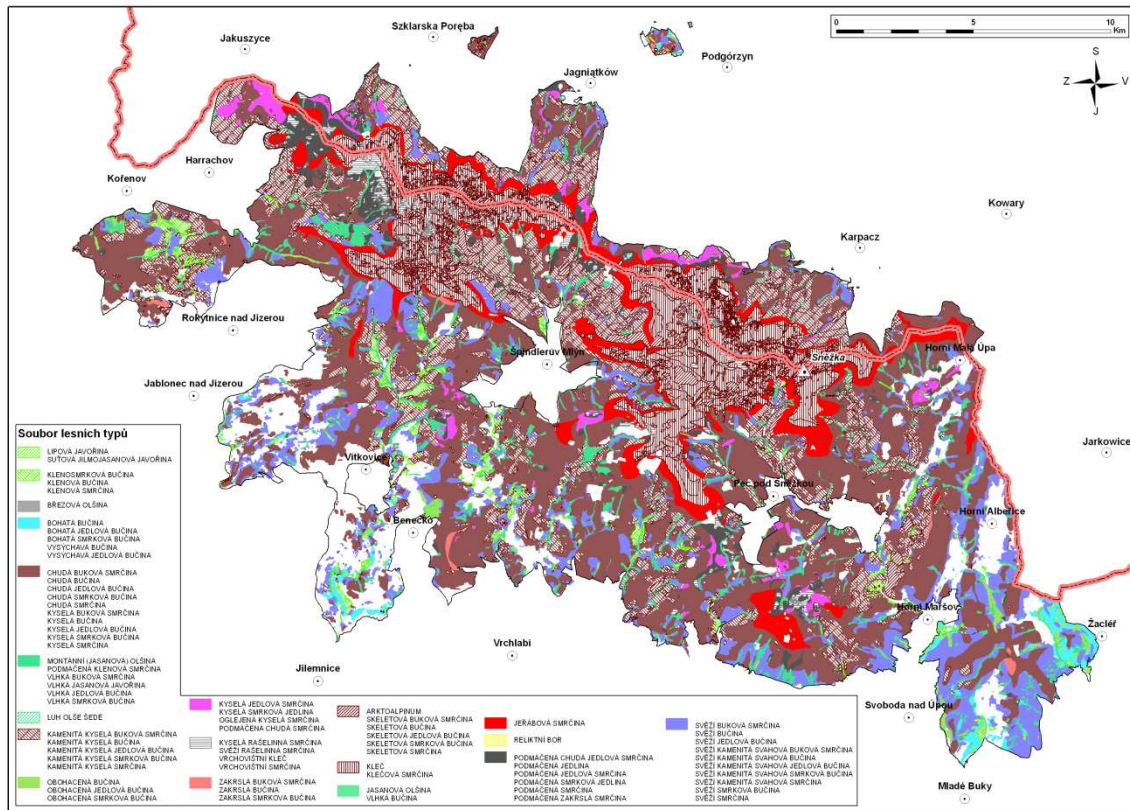 Szklarska Poręba
Jakuszyce
0 5 10
Km
Podgórzyn
S
Z V
J
Jagniątków
Harrachov
Kořenov
Kowary
Karpacz
Rokytnice nad Jizerou
Horní Malá Úpa
Špindlerův Mlýn
Sněžka
Jablonec nad Jizerou
Jarkowice
Vítkovice
Pec pod Sněžkou
Horní Albeřice
Benecko
Horní Maršov
Žacléř
Vrchlabí
Jilemnice
Svoboda nad Úpou
Mladé Buky
Soubor lesních typů
LIPOVÁ JAVOŘINA
SUŤOVÁ JILMOJASANOVÁ JAVOŘINA
KLENOSMRKOVÁ BUČINA
KLENOVÁ BUČINA
KLENOVÁ SMRČINA
BŘEZOVÁ OLŠINA
BOHATÁ BUČINA
BOHATÁ JEDLOVÁ BUČINA
BOHATÁ SMRKOVÁ BUČINA
VYSÝCHAVÁ BUČINA
VYSÝCHAVÁ JEDLOVÁ BUČINA
CHUDÁ BUKOVÁ SMRČINA
CHUDÁ BUČINA
CHUDÁ JEDLOVÁ BUČINA
CHUDÁ SMRKOVÁ BUČINA
CHUDÁ SMRČINA
KYSELÁ BUKOVÁ SMRČINA
KYSELÁ BUČINA
KYSELÁ JEDLOVÁ BUČINA
KYSELÁ SMRKOVÁ BUČINA
KYSELÁ SMRČINA
MONTÁNNÍ (JASANOVÁ) OLŠINA
PODMÁČENÁ KLENOVÁ SMRČINA
VLHKÁ BUKOVÁ SMRČINA
VLHKÁ JASANOVÁ JAVOŘINA
VLHKÁ JEDLOVÁ BUČINA
VLHKÁ SMRKOVÁ BUČINA
LUH OLŠE ŠEDÉ
KAMENITÁ KYSELÁ BUKOVÁ SMRČINA
KAMENITÁ KYSELÁ BUČINA
KAMENITÁ KYSELÁ JEDLOVÁ BUČINA
KAMENITÁ KYSELÁ SMRKOVÁ BUČINA
KAMENITÁ KYSELÁ SMRČINA
OBOHACENÁ BUČINA
OBOHACENÁ JEDLOVÁ BUČINA
OBOHACENÁ SMRKOVÁ BUČINA
KYSELÁ JEDLOVÁ SMRČINA
KYSELÁ SMRKOVÁ JEDLINA
OGLEJENÁ KYSELÁ SMRČINA
PODMÁČENÁ CHUDÁ SMRČINA
KYSELÁ RAŠELINNÁ SMRČINA
SVĚŽÍ RAŠELINNÁ SMRČINA
VRCHOVIŠTNÍ KLEČ
VRCHOVIŠTNÍ SMRČINA
ZAKRSLÁ BUKOVÁ SMRČINA
ZAKRSLÁ BUČINA
ZAKRSLÁ SMRKOVÁ BUČINA
ARKTOALPINUM
SKELETOVÁ BUKOVÁ SMRČINA
SKELETOVÁ BUČINA
SKELETOVÁ JEDLOVÁ BUČINA
SKELETOVÁ SMRKOVÁ BUČINA
SKELETOVÁ SMRČINA
KLEČ
KLEČOVÁ SMRČINA
JASANOVÁ OLŠINA
VLHKÁ BUČINA
JEŘÁBOVÁ SMRČINA
RELIKTNÍ BOR
PODMÁČENÁ CHUDÁ JEDLOVÁ SMRČINA
PODMÁČENÁ JEDLINA
PODMÁČENÁ JEDLOVÁ SMRČINA
PODMÁČENÁ SMRKOVÁ JEDLINA
PODMÁČENÁ SMRČINA
PODMÁČENÁ ZAKRSLÁ SMRČINA
SVĚŽÍ BUKOVÁ SMRČINA
SVĚŽÍ BUČINA
SVĚŽÍ JEDLOVÁ BUČINA
SVĚŽÍ KAMENITÁ SVAHOVÁ BUKOVÁ SMRČINA
SVĚŽÍ KAMENITÁ SVAHOVÁ BUČINA
SVĚŽÍ KAMENITÁ SVAHOVÁ JEDLOVÁ BUČINA
SVĚŽÍ KAMENITÁ SVAHOVÁ SMRKOVÁ BUČINA
SVĚŽÍ KAMENITÁ SVAHOVÁ SMRČINA
SVĚŽÍ SMRKOVÁ BUČINA
SVĚŽÍ SMRČINA